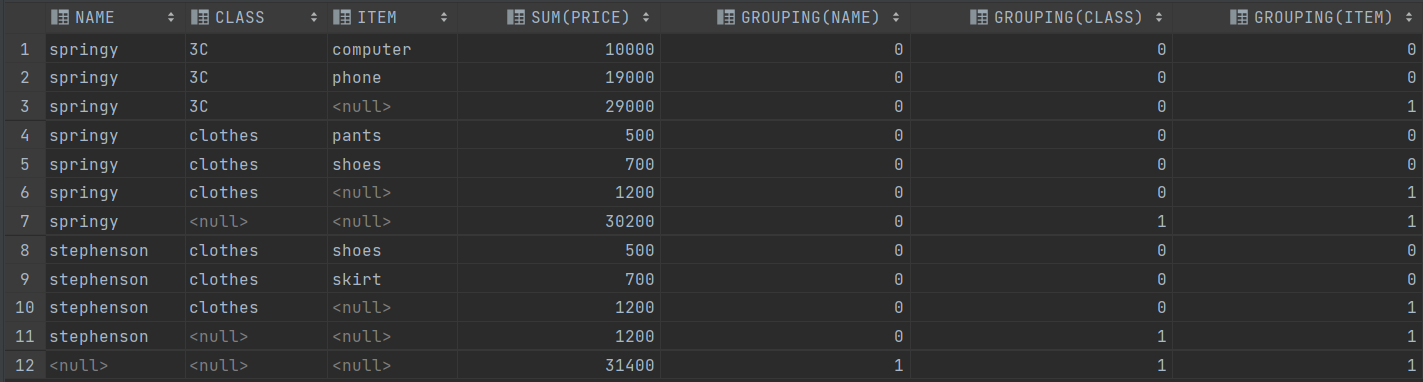 NAME CLASS ITEM SUM(PRICE) GROUPING(NAME) GROUPING(CLASS) GROUPING(ITEM)
1 springy 3C computer 10000 0 0 0
2 springy 3C phone 19000 0 0 0
3 springy 3C <null> 29000 0 0 1
4 springy clothes pants 500 0 0 0
5 springy clothes shoes 700 0 0 0
6 springy clothes <null> 1200 0 0 1
7 springy <null> <null> 30200 0 1 1
8 stephenson clothes shoes 500 0 0 0
9 stephenson clothes skirt 700 0 0 0
10 stephenson clothes <null> 1200 0 0 1
11 stephenson <null> <null> 1200 0 1 1
12 <null> <null> <null> 31400 1 1 1